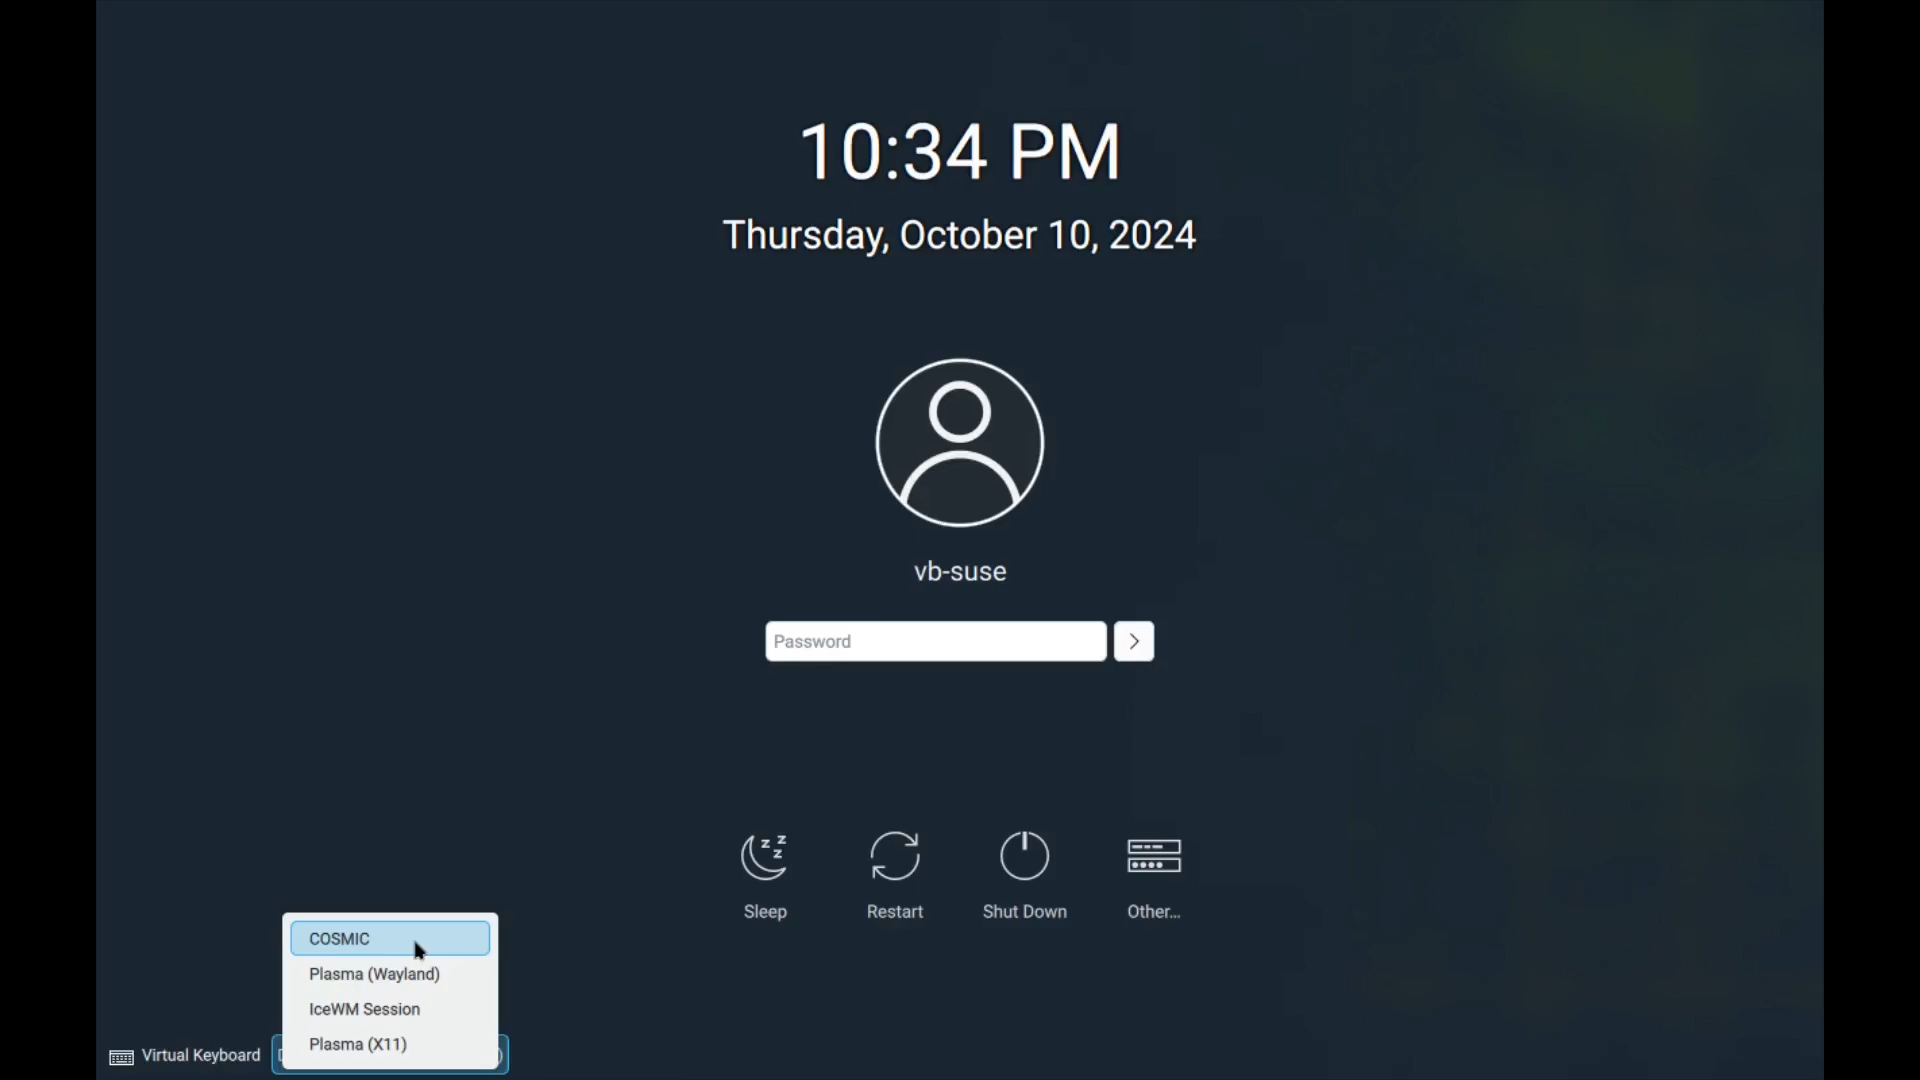 10:34 PM
Thursday, October 10, 2024
vb-suse
Password
Sleep
Restart
Shut Down
Other...
COSMIC
Plasma (Wayland)
IceWM Session
Plasma (X11)
Virtual Keyboard